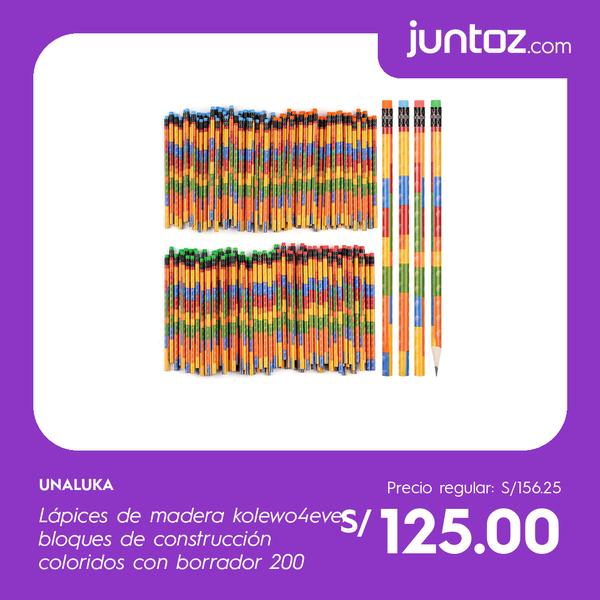 juntoz.com
UNALUKA
Lápices de madera kolewo4eve
bloques de construcción
coloridos con borrador 200
Precio regular: S/156.25
S/125.00